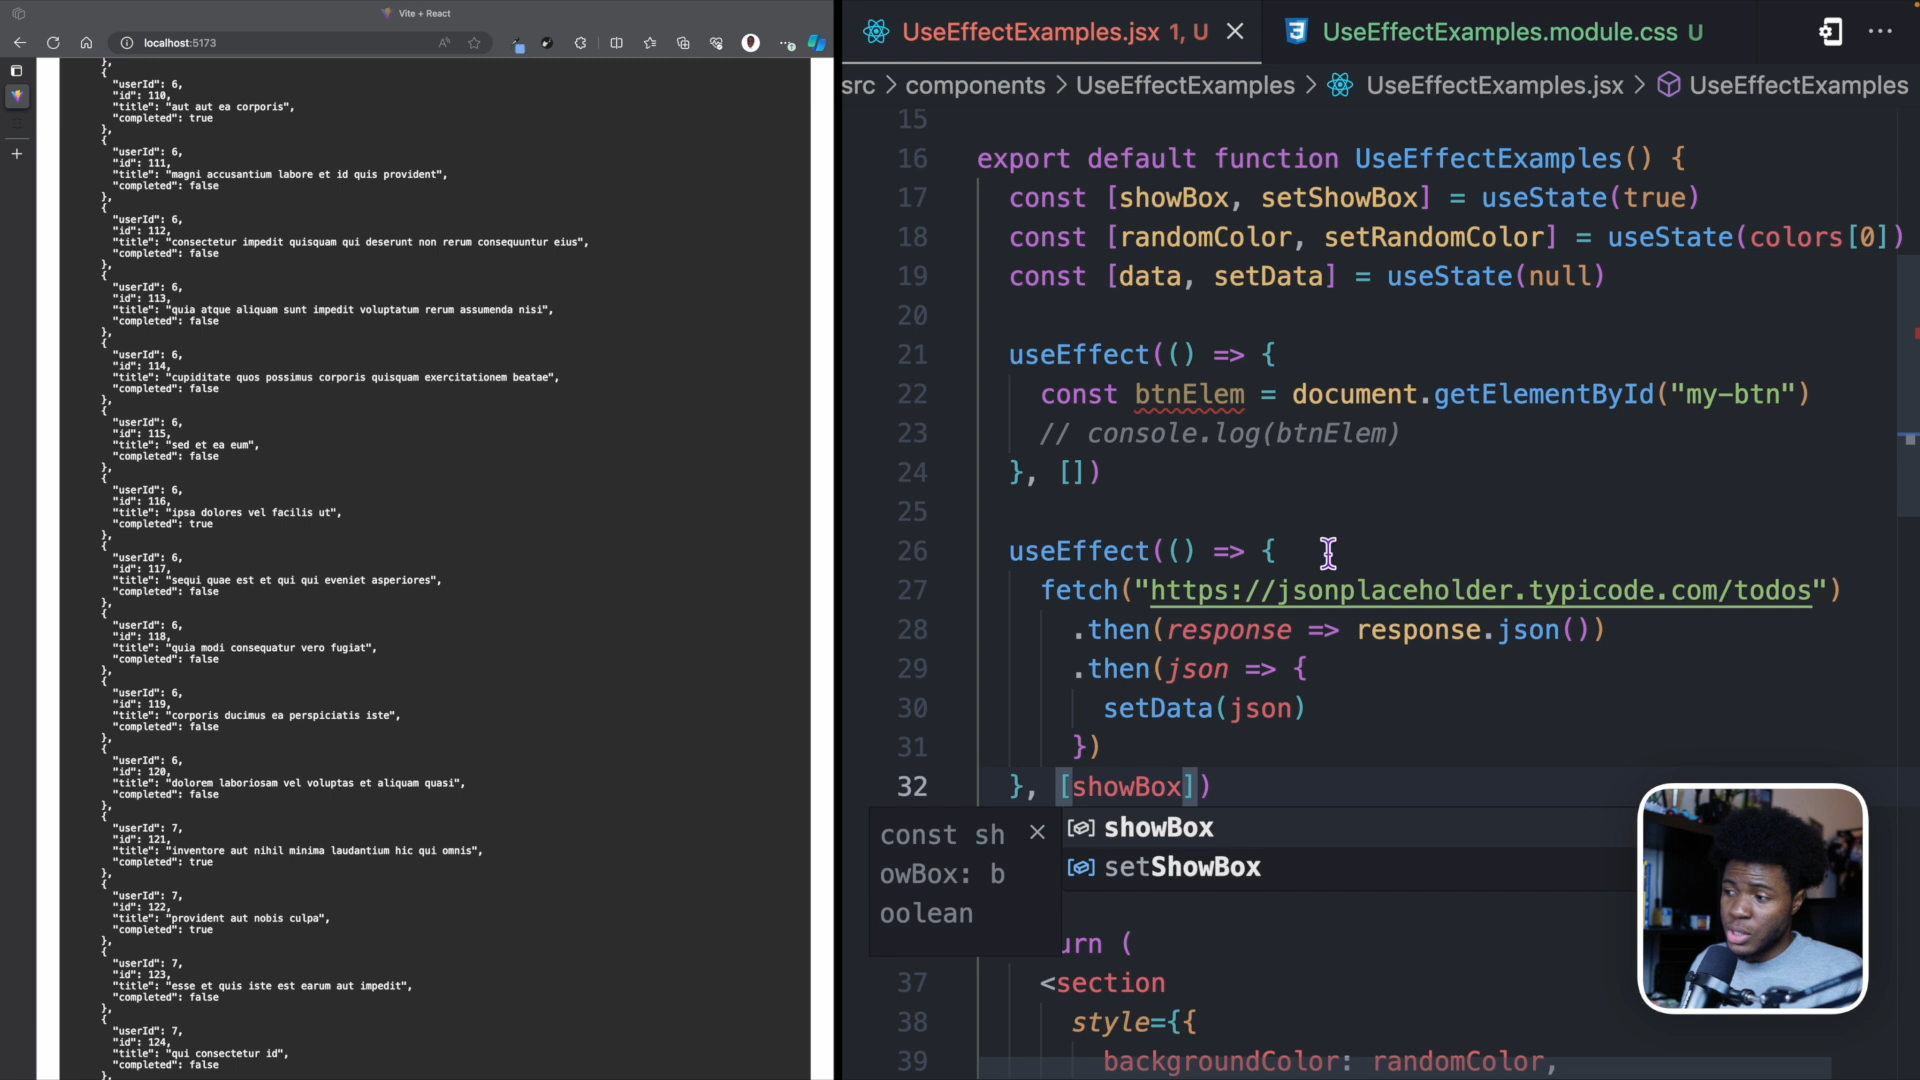 Vite + React
localhost:5173
},
{
"userId": 6,
"id": 110,
"title": "aut aut ea corporis",
"completed": true
},
{
"userId": 6,
"id": 111,
"title": "magni accusantium labore et id quis provident",
"completed": false
},
{
"userId": 6,
"id": 112,
"title": "consectetur impedit quisquam qui deserunt non rerum consequuntur eius",
"completed": false
},
{
"userId": 6,
"id": 113,
"title": "quia atque aliquam sunt impedit voluptatum rerum assumenda nisi",
"completed": false
},
{
"userId": 6,
"id": 114,
"title": "cupiditate quos possimus corporis quisquam exercitationem beatae",
"completed": false
},
{
"userId": 6,
"id": 115,
"title": "sed et ea eum",
"completed": false
},
{
"userId": 6,
"id": 116,
"title": "ipsa dolores vel facilis ut",
"completed": true
},
{
"userId": 6,
"id": 117,
"title": "sequi quae est et qui qui eveniet asperiores",
"completed": false
},
{
"userId": 6,
"id": 118,
"title": "quia modi consequatur vero fugiat",
"completed": false
},
{
"userId": 6,
"id": 119,
"title": "corporis ducimus ea perspiciatis iste",
"completed": false
},
{
"userId": 6,
"id": 120,
"title": "dolorem laboriosam vel voluptas et aliquam quasi",
"completed": false
},
{
"userId": 7,
"id": 121,
"title": "inventore aut nihil minima laudantium hic qui omnis",
"completed": true
},
{
"userId": 7,
"id": 122,
"title": "provident aut nobis culpa",
"completed": true
},
{
"userId": 7,
"id": 123,
"title": "esse et quis iste est earum aut impedit",
"completed": false
},
{
"userId": 7,
"id": 124,
"title": "qui consectetur id",
"completed": false
},
UseEffectExamples.jsx 1, U
UseEffectExamples.module.css U
src > components > UseEffectExamples > UseEffectExamples.jsx > UseEffectExamples
15
16 export default function UseEffectExamples() {
17 const [showBox, setShowBox] = useState(true)
18 const [randomColor, setRandomColor] = useState(colors[0])
19 const [data, setData] = useState(null)
20
21 useEffect(() => {
22 const btnElem = document.getElementById("my-btn")
23 // console.log(btnElem)
24 }, [])
25
26 useEffect(() => {
27 fetch("https://jsonplaceholder.typicode.com/todos")
28 .then(response => response.json())
29 .then(json => {
30 setData(json)
31 })
32 }, [showBox])
const sh
owBox: b
oolean
showBox
setShowBox
urn (
37 <section
38 style={{
39 backgroundColor: randomColor,